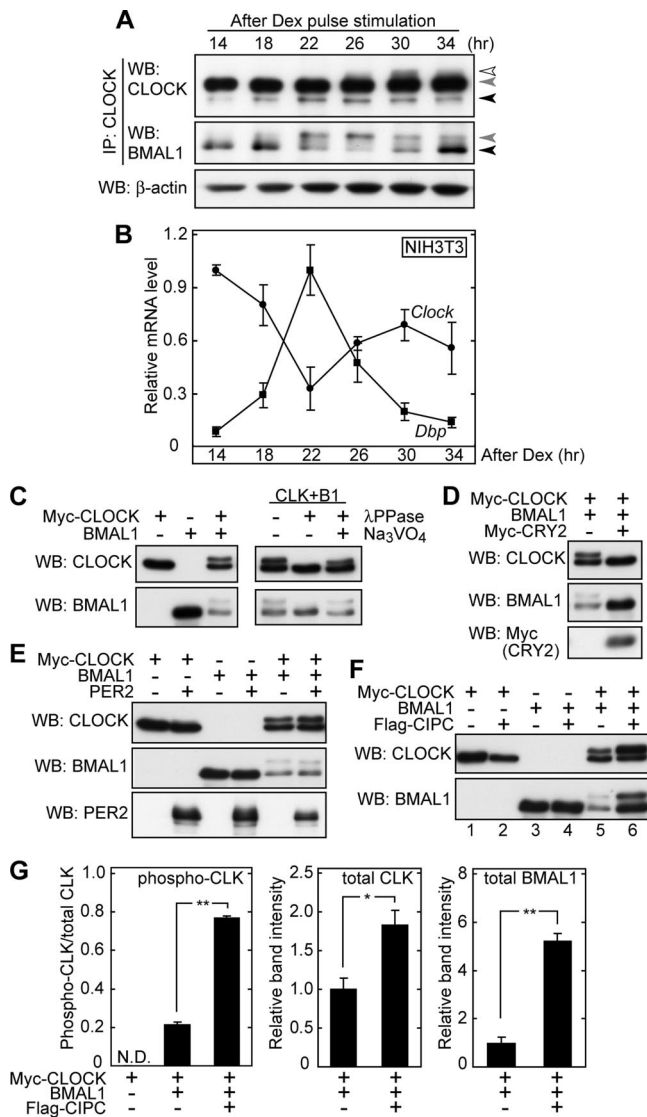 A
After Dex pulse stimulation
14 18 22 26 30 34 (hr)
IP: CLOCK
WB:
CLOCK
WB:
BMAL1
WB: β-actin
B
Relative mRNA level
1.2
0.9
0.6
0.3
0
NIH3T3
Clock
Dbp
14 18 22 26 30 34 After Dex (hr)
C
CLK+B1
Myc-CLOCK + - + - + + λPPase
BMAL1 - + + - - + Na3VO4
WB: CLOCK
WB: BMAL1
D
Myc-CLOCK + +
BMAL1 + +
Myc-CRY2 - +
WB: CLOCK
WB: BMAL1
WB: Myc
(CRY2)
E
Myc-CLOCK + + - - + +
BMAL1 - - + + + +
PER2 - + - + - +
WB: CLOCK
WB: BMAL1
WB: PER2
F
Myc-CLOCK + + - - + +
BMAL1 - - + + + +
Flag-CIPC - + - + - +
WB: CLOCK
WB: BMAL1
1 2 3 4 5 6
G
Phospho-CLK/total CLK
0.8
0.6
0.4
0.2
0
phospho-CLK
**
N.D.
Relative band intensity
2.5
2.0
1.5
1.0
0.5
0
total CLK
*
Relative band intensity
8
6
4
2
0
total BMAL1
**
Myc-CLOCK + + + + + + +
BMAL1 - + + + + + +
Flag-CIPC - - + - + - +